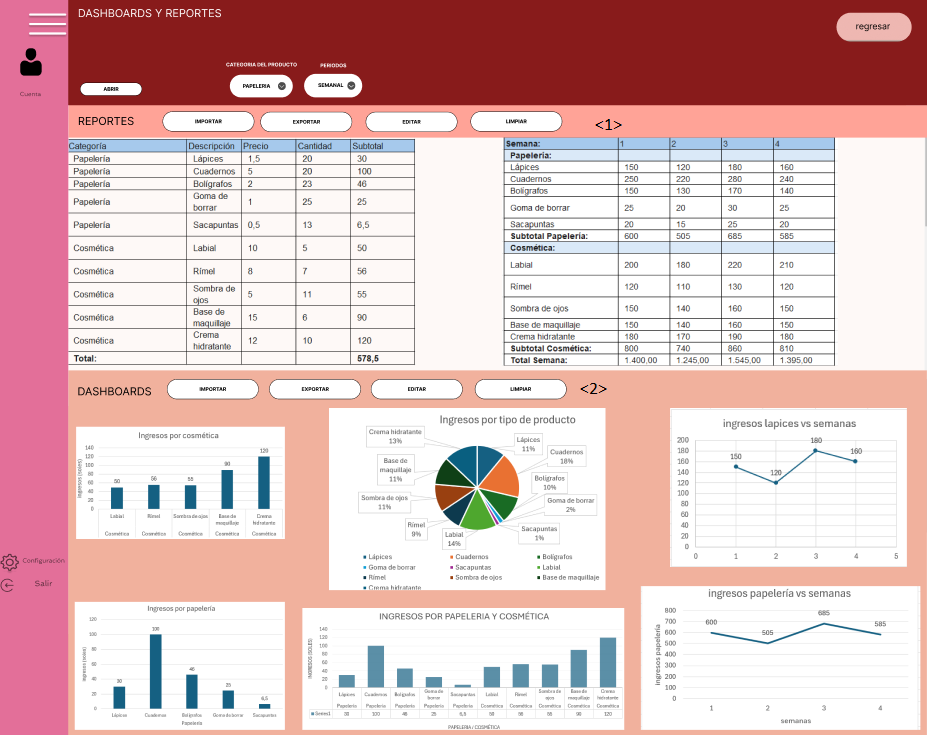 DASHBOARDS Y REPORTES
regresar
Cuenta
CATEGORIA DEL PRODUCTO PERIODOS
ABRIR PAPELERIA SEMANAL
REPORTES IMPORTAR EXPORTAR EDITAR LIMPIAR <1>
Categoría Descripción Precio Cantidad Subtotal
Papelería Lápices 1,5 20 30
Papelería Cuadernos 5 20 100
Papelería Bolígrafos 2 23 46
Papelería Goma de borrar 1 25 25
Papelería Sacapuntas 0,5 13 6,5
Cosmética Labial 10 5 50
Cosmética Rímel 8 7 56
Cosmética Sombra de ojos 5 11 55
Cosmética Base de maquillaje 15 6 90
Cosmética Crema hidratante 12 10 120
Total: 578,5
Semana: 1 2 3 4
Papelería:
Lápices 150 120 180 160
Cuadernos 250 220 280 240
Bolígrafos 150 130 170 140
Goma de borrar 25 20 30 25
Sacapuntas 20 15 25 20
Subtotal Papelería: 600 505 685 585
Cosmética:
Labial 200 180 220 210
Rímel 120 110 130 120
Sombra de ojos 150 140 160 150
Base de maquillaje 150 140 160 150
Crema hidratante 180 170 190 180
Subtotal Cosmética: 800 740 860 810
Total Semana: 1.400,00 1.245,00 1.545,00 1.395,00
DASHBOARDS IMPORTAR EXPORTAR EDITAR LIMPIAR <2>
Ingresos por cosmética
Ingresos (soles)
140
120
100
80
60
40
20
0
50 56 55 90 120
Labial Rímel Sombra de ojos Base de maquillaje Crema hidratante
Cosmética Cosmética Cosmética Cosmética Cosmética
Ingresos por tipo de producto
Crema hidratante
13%
Lápices
11%
Cuadernos
18%
Base de
maquillaje
11%
Bolígrafos
10%
Sombra de ojos
11%
Goma de borrar
2%
Rímel
9%
Labial
14%
Sacapuntas
1%
Lápices Cuadernos Bolígrafos
Goma de borrar Sacapuntas Labial
Rímel Sombra de ojos Base de maquillaje
Crema hidratante
ingresos lapices vs semanas
200
180
160
140
120
100
80
60
40
20
0
150 120 180 160
0 1 2 3 4 5
Configuración
Salir
Ingresos por papeleria
Ingresos (soles)
120
100
80
60
40
20
0
30 100 46 25 6,5
Lápices Cuadernos Bolígrafos Goma de borrar Sacapuntas
Papelería
INGRESOS POR PAPELERIA Y COSMÉTICA
INGRESOS (SOLES)
140
120
100
80
60
40
20
0
Lápices Cuadernos Bolígrafos Goma de borrar Sacapuntas Labial Rímel Sombra de ojos Base de maquillaje Crema hidratante
Papelería Papelería Papelería Papelería Papelería Cosmética Cosmética Cosmética Cosmética Cosmética
Series1 30 100 46 25 6,5 50 56 55 90 120
PAPELERIA / COSMÉTICA
ingresos papelería vs semanas
ingresos papelería
800
700
600
500
400
300
200
100
0
600 505 685 585
1 2 3 4
semanas